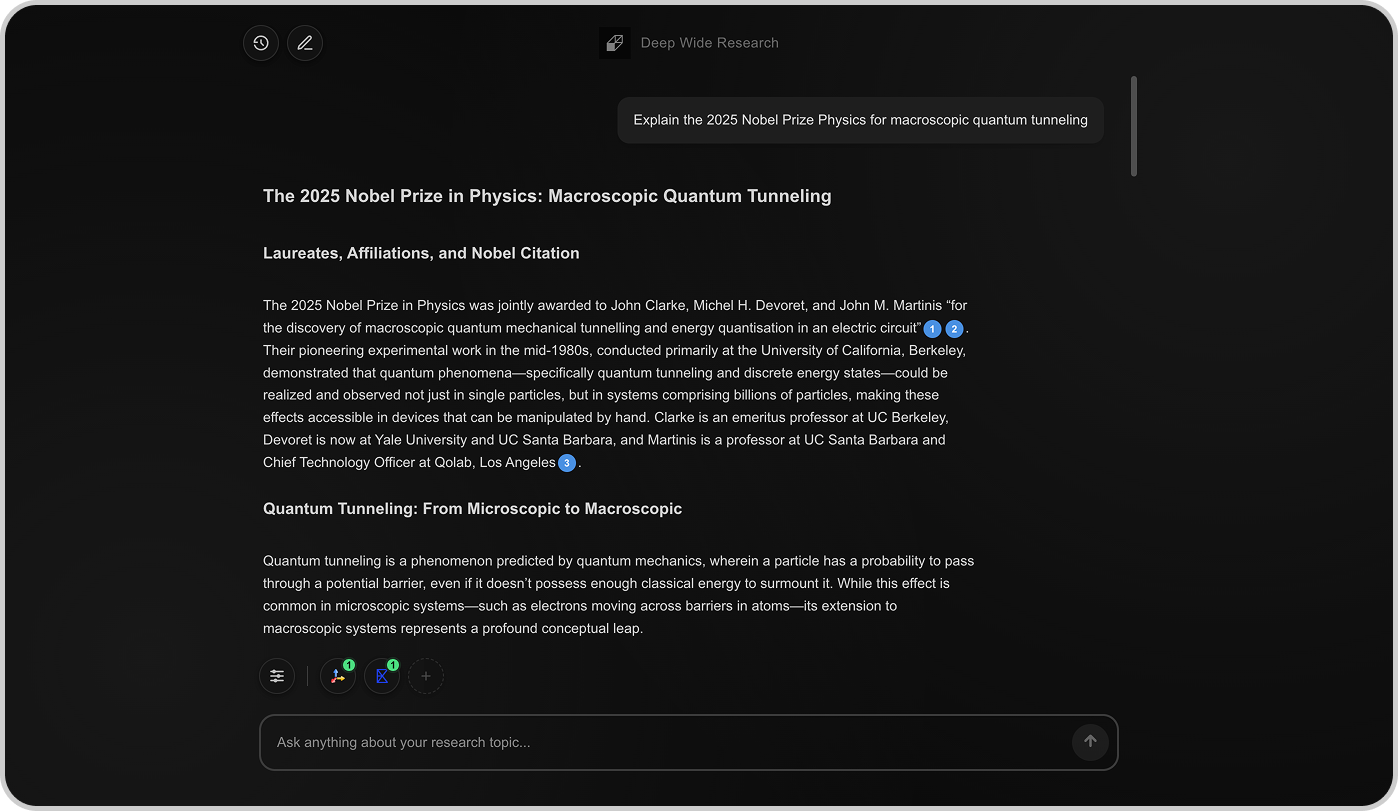 Deep Wide Research
Explain the 2025 Nobel Prize Physics for macroscopic quantum tunneling
The 2025 Nobel Prize in Physics: Macroscopic Quantum Tunneling
Laureates, Affiliations, and Nobel Citation
The 2025 Nobel Prize in Physics was jointly awarded to John Clarke, Michel H. Devoret, and John M. Martinis “for
the discovery of macroscopic quantum mechanical tunnelling and energy quantisation in an electric circuit” 1 2 .
Their pioneering experimental work in the mid-1980s, conducted primarily at the University of California, Berkeley,
demonstrated that quantum phenomena—specifically quantum tunneling and discrete energy states—could be
realized and observed not just in single particles, but in systems comprising billions of particles, making these
effects accessible in devices that can be manipulated by hand. Clarke is an emeritus professor at UC Berkeley,
Devoret is now at Yale University and UC Santa Barbara, and Martinis is a professor at UC Santa Barbara and
Chief Technology Officer at Qolab, Los Angeles 3 .
Quantum Tunneling: From Microscopic to Macroscopic
Quantum tunneling is a phenomenon predicted by quantum mechanics, wherein a particle has a probability to pass
through a potential barrier, even if it doesn’t possess enough classical energy to surmount it. While this effect is
common in microscopic systems—such as electrons moving across barriers in atoms—its extension to
macroscopic systems represents a profound conceptual leap.
1 1
Ask anything about your research topic...